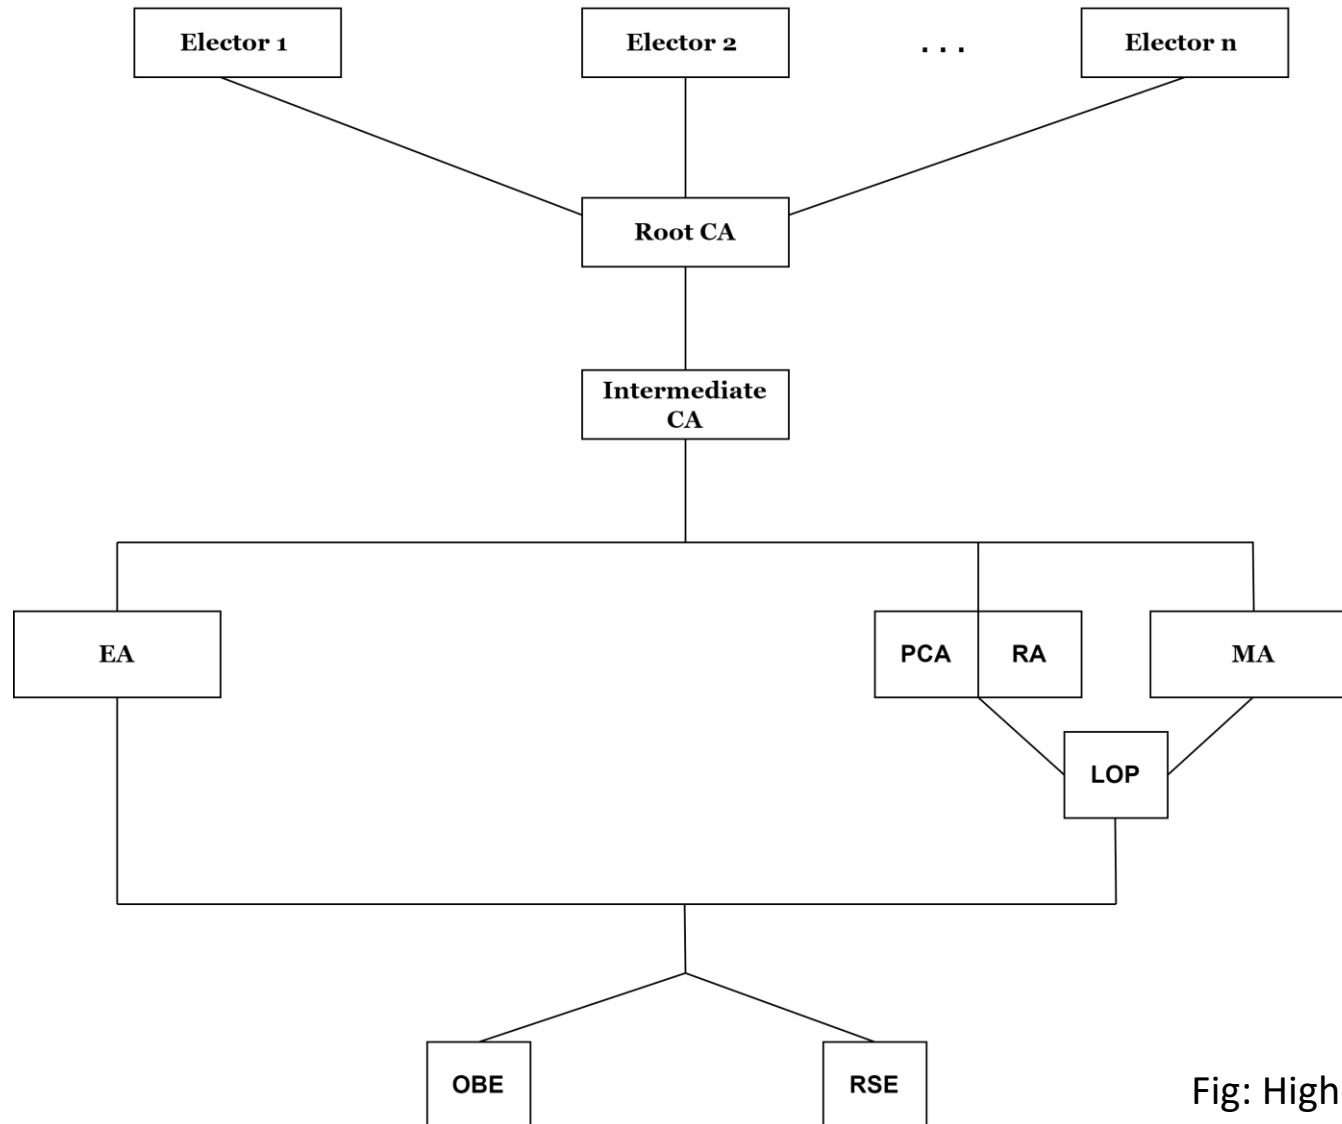 Elector 1
Elector 2
. . .
Elector n
Root CA
Intermediate
CA
EA
PCA
RA
MA
LOP
OBE
RSE
Fig: High